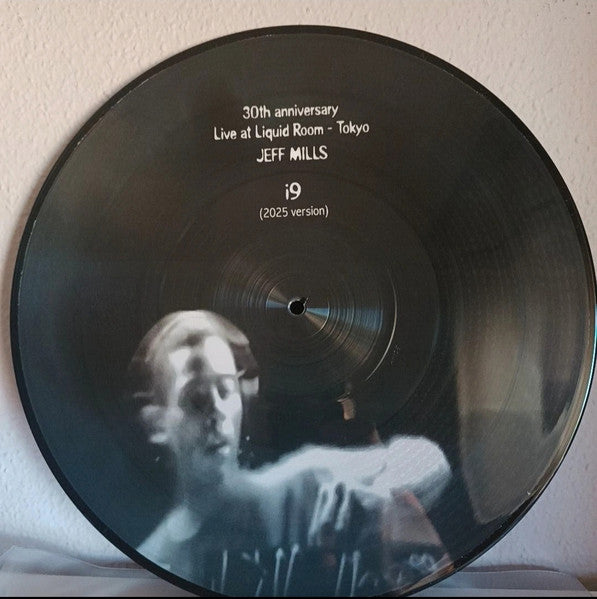 30th anniversary
Live at Liquid Room - Tokyo
JEFF MILLS
i9
(2025 version)